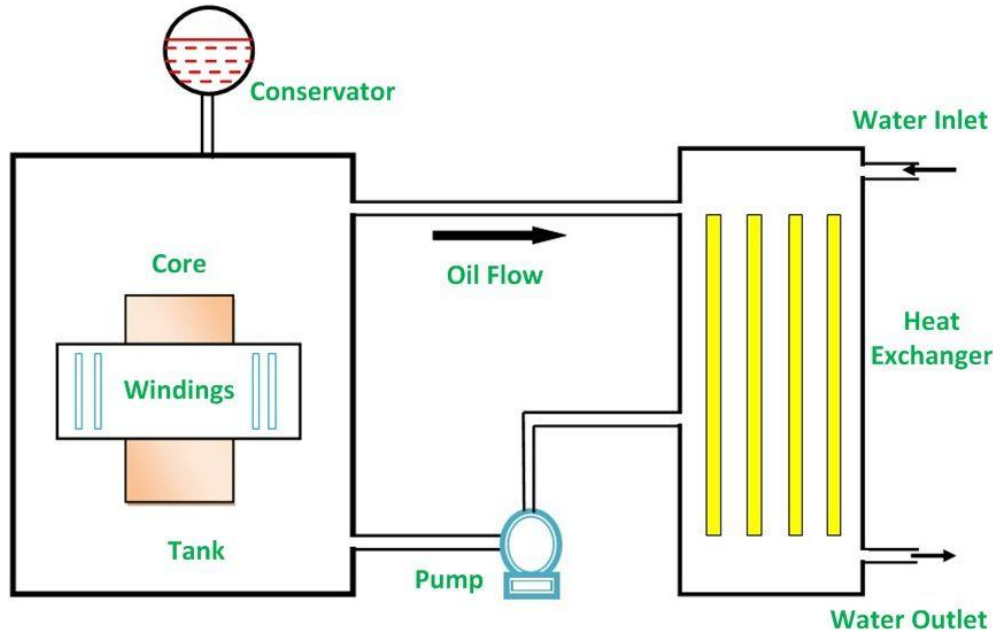 Conservator
Water Inlet
Core
Oil Flow
Heat
Exchanger
Windings
Tank
Pump
Water Outlet